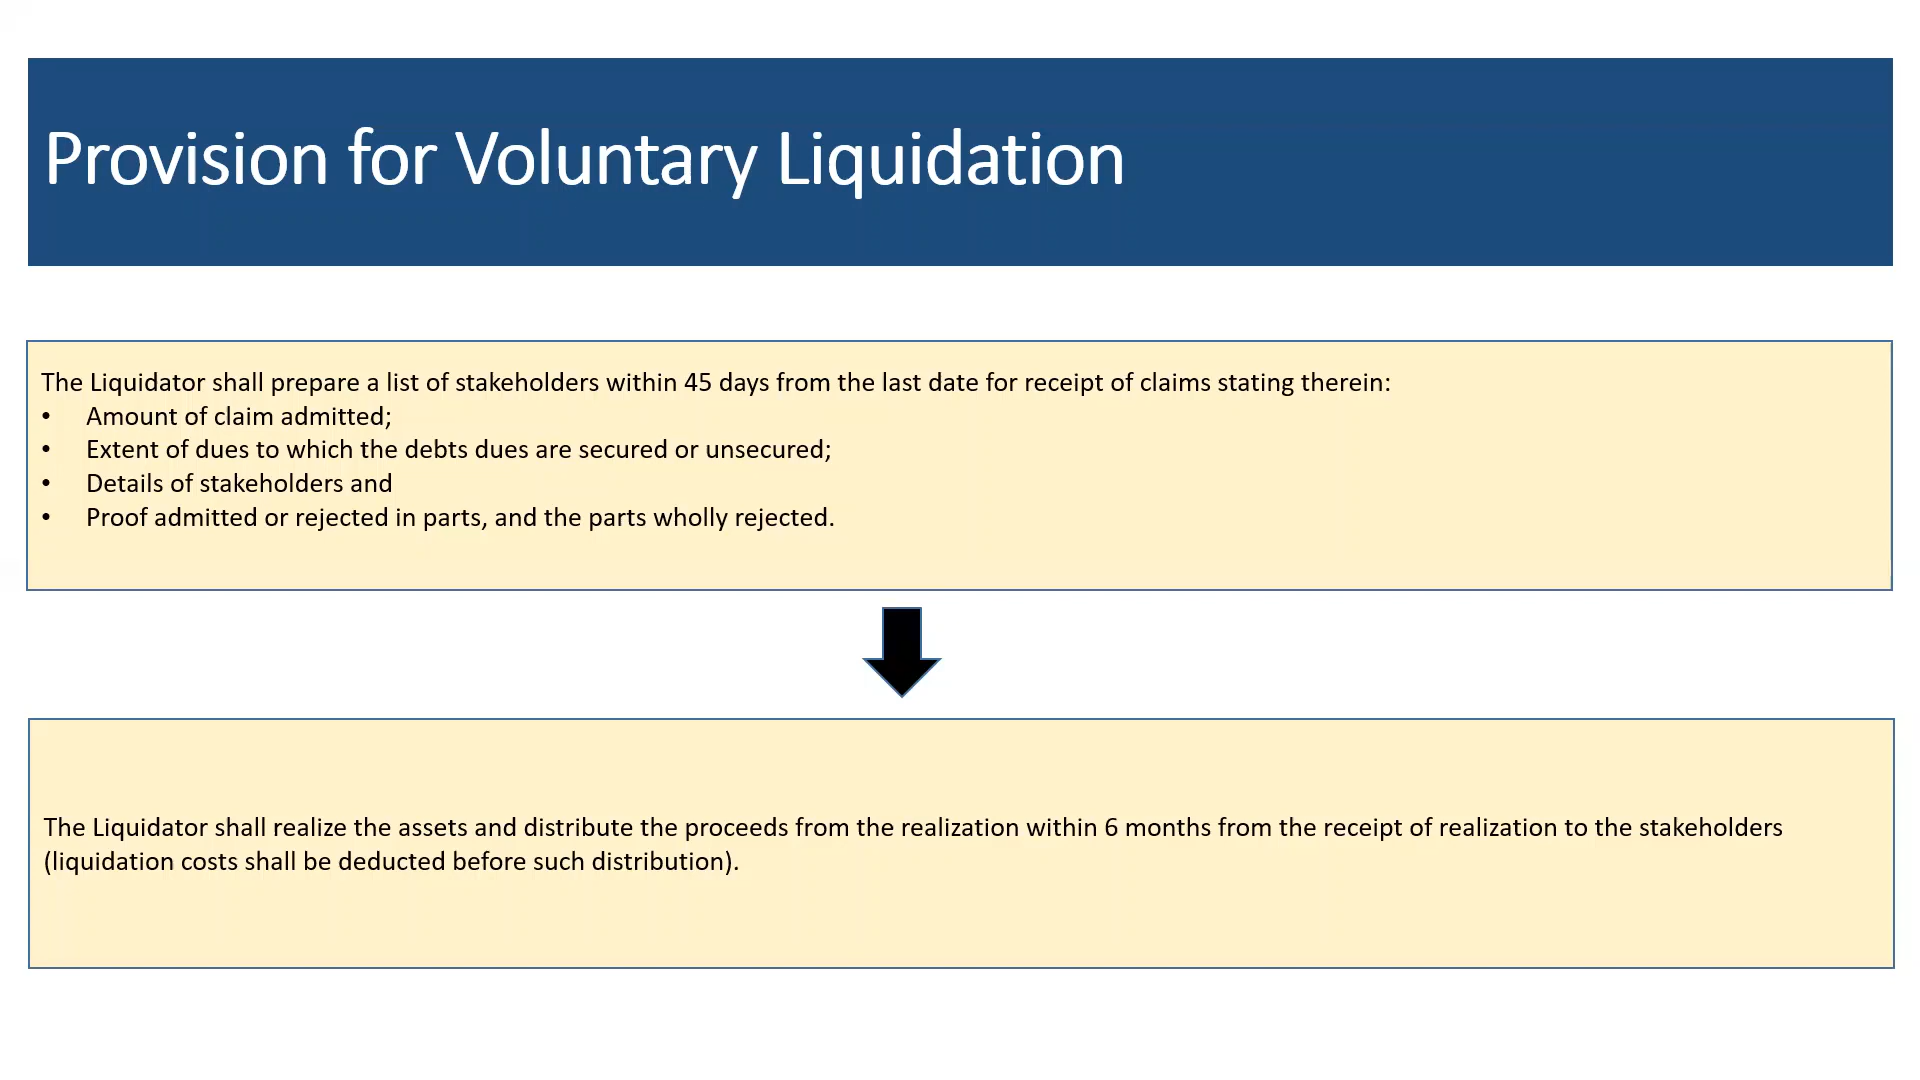 Provision for Voluntary Liquidation
The Liquidator shall prepare a list of stakeholders within 45 days from the last date for receipt of claims stating therein:
• Amount of claim admitted;
• Extent of dues to which the debts dues are secured or unsecured;
• Details of stakeholders and
• Proof admitted or rejected in parts, and the parts wholly rejected.
The Liquidator shall realize the assets and distribute the proceeds from the realization within 6 months from the receipt of realization to the stakeholders
(liquidation costs shall be deducted before such distribution).